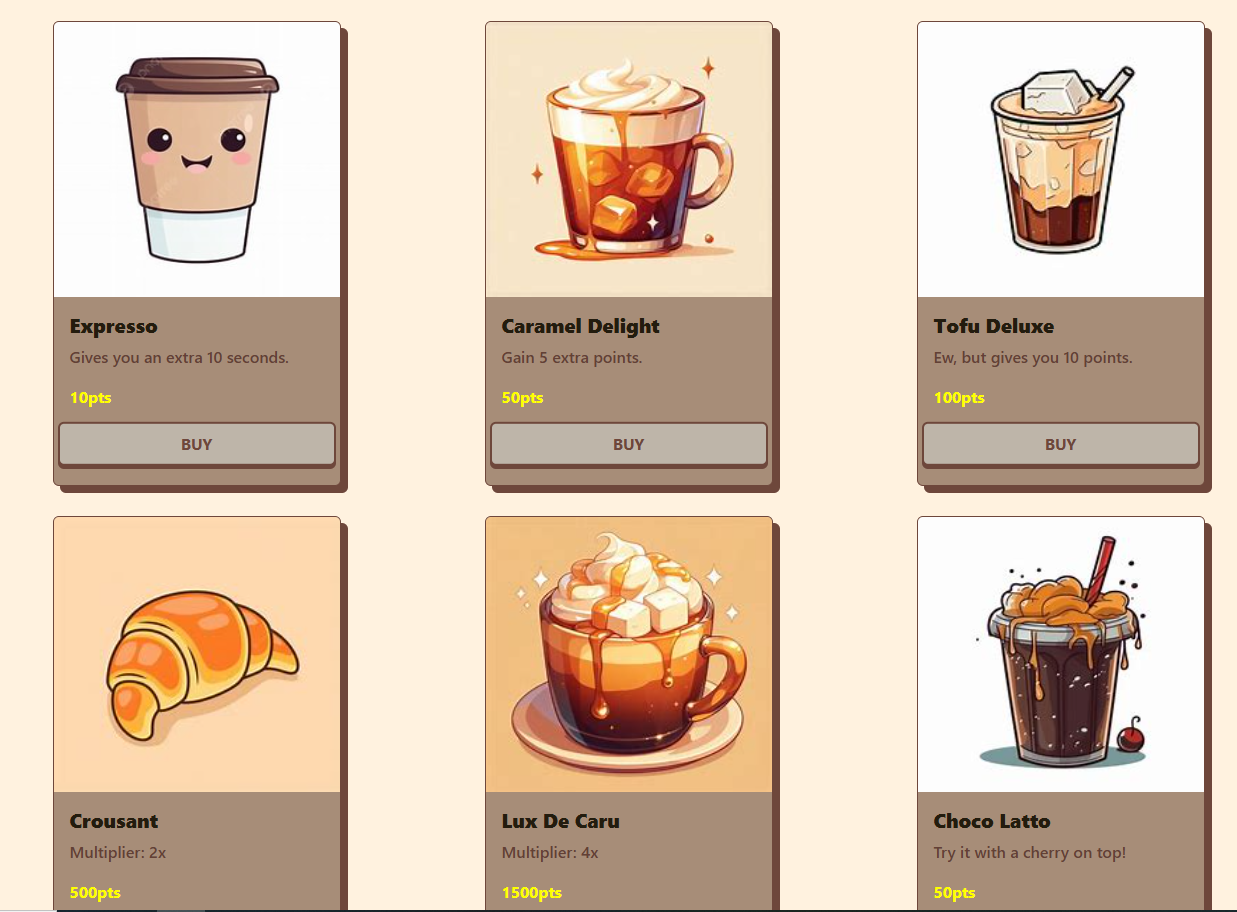 Expresso
Gives you an extra 10 seconds.
10pts
BUY
Caramel Delight
Gain 5 extra points.
50pts
BUY
Tofu Deluxe
Ew, but gives you 10 points.
100pts
BUY
Crousant
Multiplier: 2x
500pts
Lux De Caru
Multiplier: 4x
1500pts
Choco Latto
Try it with a cherry on top!
50pts